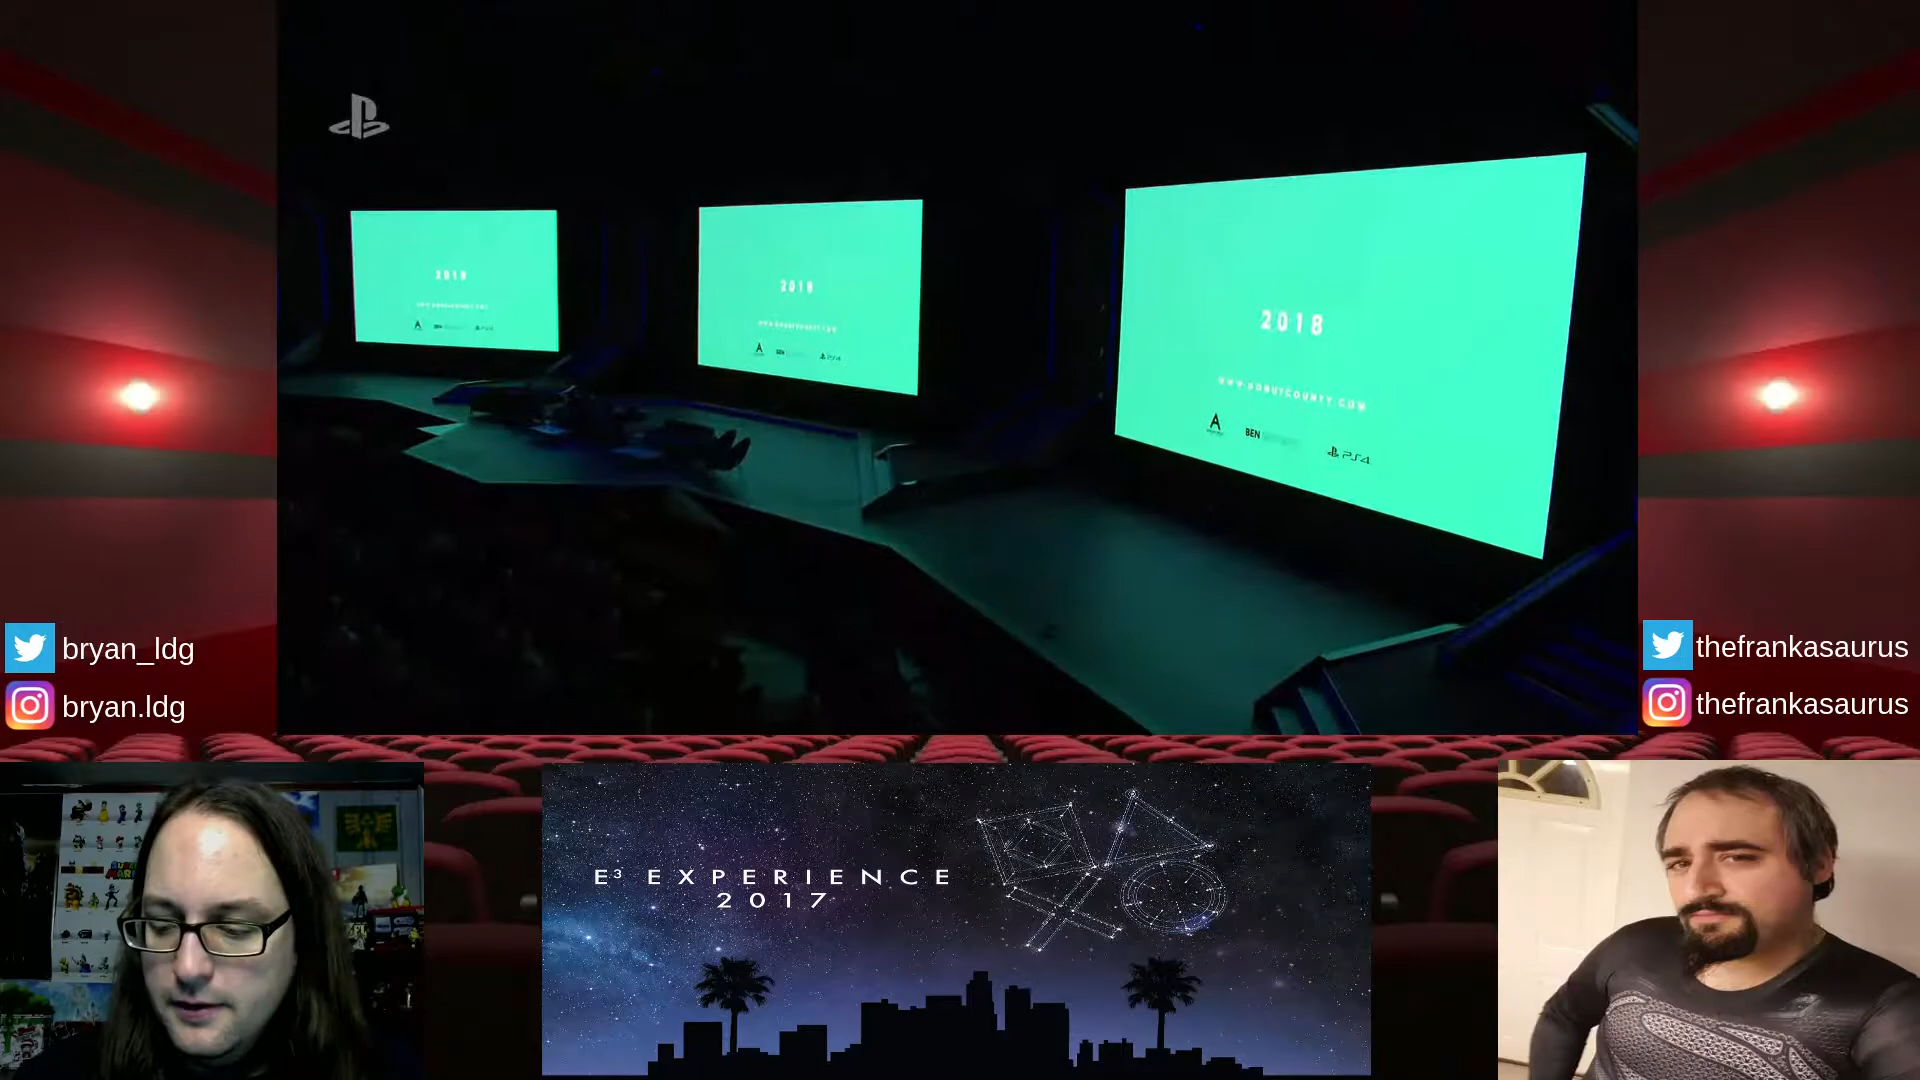 2018
2018
2018
WWW.DONUTCOUNTY.COM
A
BEN
PS4
bryan_ldg
bryan.ldg
thefrankasaurus
thefrankasaurus
E³ EXPERIENCE
2017